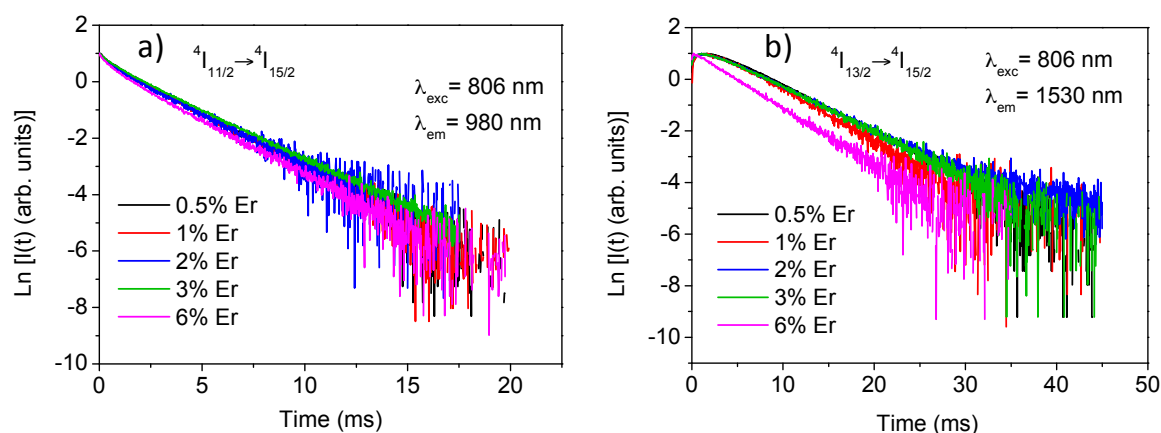 a)
⁴I₁₁/₂→⁴I₁₅/₂
λexc= 806 nm
λem= 980 nm
0.5% Er
1% Er
2% Er
3% Er
6% Er
2
0
-2
-4
-6
-8
-10
0 5 10 15 20
Time (ms)
Ln [I(t) (arb. units)]
b)
⁴I₁₃/₂→⁴I₁₅/₂
λexc= 806 nm
λem= 1530 nm
0.5% Er
1% Er
2% Er
3% Er
6% Er
2
0
-2
-4
-6
-8
-10
0 10 20 30 40 50
Time (ms)
Ln [I(t) (arb. units)]